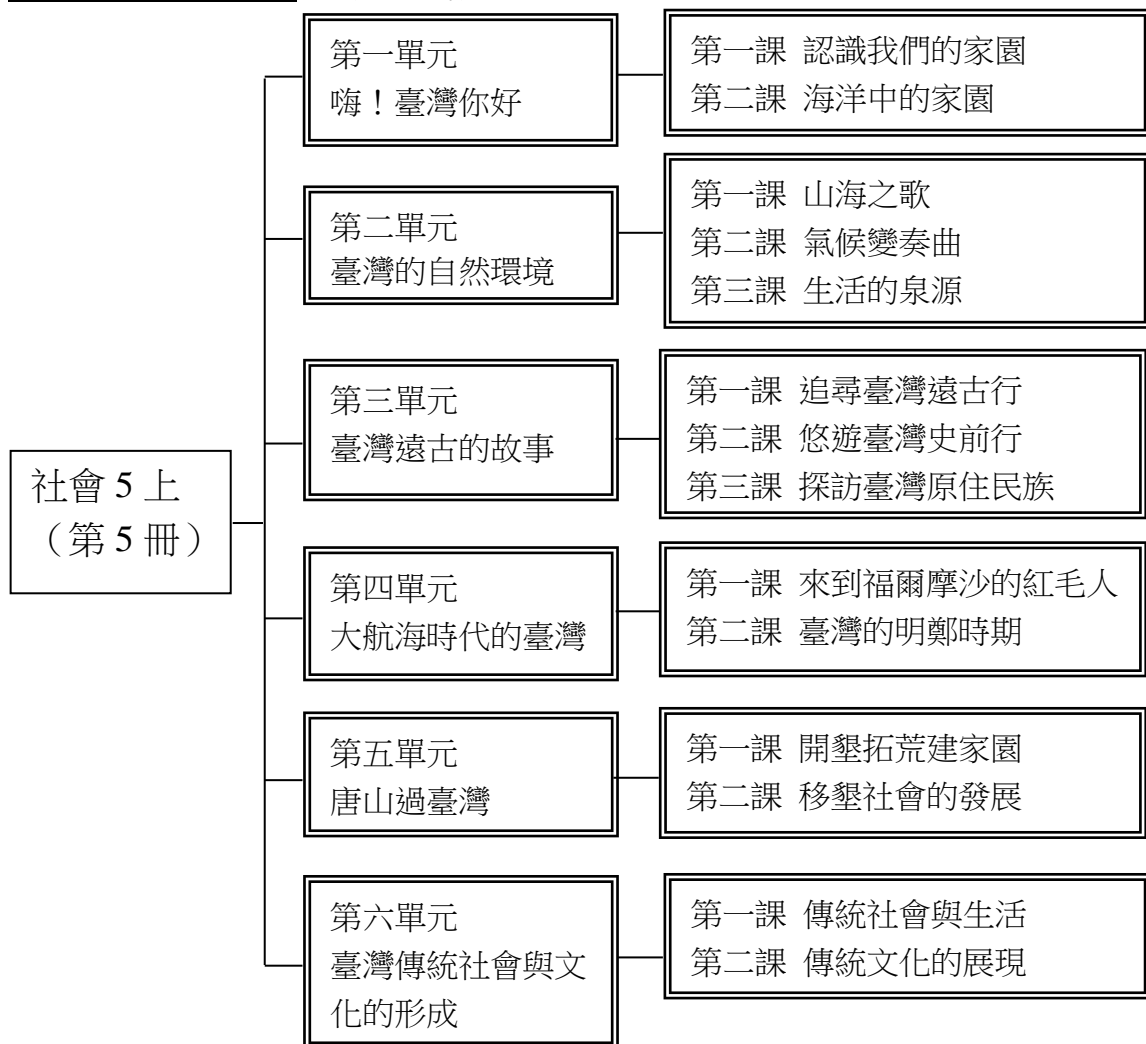 社會 5 上
（第 5 冊）
第一單元
嗨！臺灣你好
第一課 認識我們的家園
第二課 海洋中的家園
第二單元
臺灣的自然環境
第一課 山海之歌
第二課 氣候變奏曲
第三課 生活的泉源
第三單元
臺灣遠古的故事
第一課 追尋臺灣遠古行
第二課 悠遊臺灣史前行
第三課 探訪臺灣原住民族
第四單元
大航海時代的臺灣
第一課 來到福爾摩沙的紅毛人
第二課 臺灣的明鄭時期
第五單元
唐山過臺灣
第一課 開墾拓荒建家園
第二課 移墾社會的發展
第六單元
臺灣傳統社會與文
化的形成
第一課 傳統社會與生活
第二課 傳統文化的展現